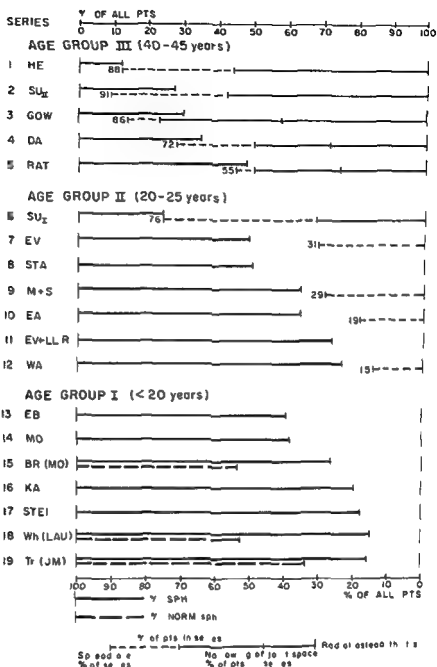 SERIES
% OF ALL PTS
0 10 20 30 40 50 60 70 80 90 100
AGE GROUP III (40-45 years)
1 HE
88
2 SU II
91
3 GOW
86
4 DA
72
5 RAT
55
AGE GROUP II (20-25 years)
6 SU I
76
7 EV
31
8 STA
9 M+S
29
10 EA
19
11 EV+LL R
12 WA
15
AGE GROUP I (< 20 years)
13 EB
14 MO
15 BR (MO)
16 KA
17 STEI
18 Wh (LAU)
19 Tr (JM)
100 90 80 70 60 50 40 30 20 10 0
% OF ALL PTS
% SPH
% NORM sph
% of pts in
% of
% of pts